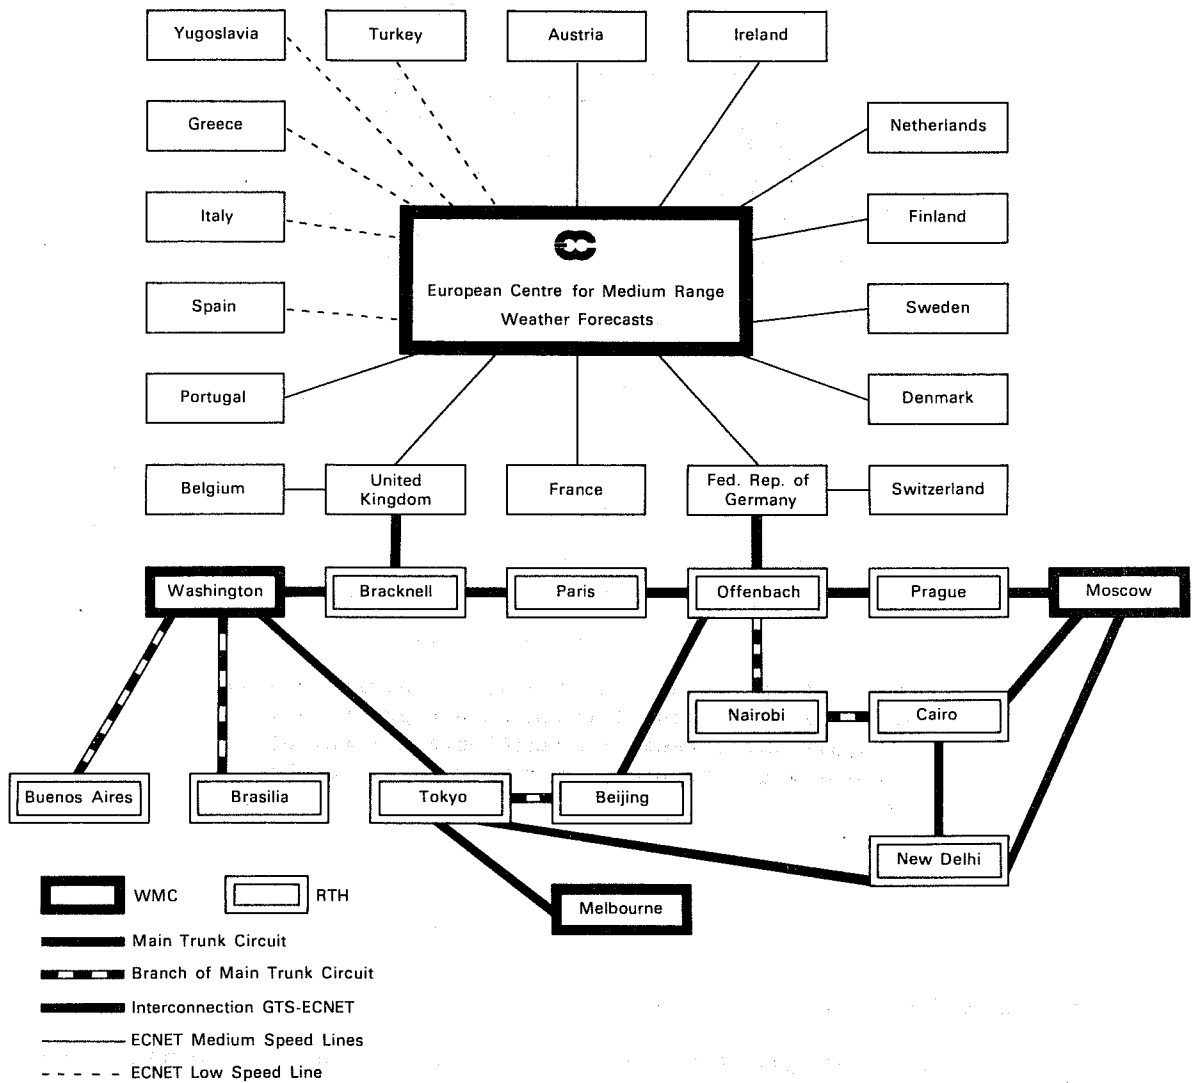 Yugoslavia
Turkey
Austria
Ireland
Greece
Netherlands
Italy
Finland
European Centre for Medium Range
Weather Forecasts
Spain
Sweden
Portugal
Denmark
Belgium
United
Kingdom
France
Fed. Rep. of
Germany
Switzerland
Washington
Bracknell
Paris
Offenbach
Prague
Moscow
Nairobi
Cairo
Buenos Aires
Brasilia
Tokyo
Beijing
New Delhi
Melbourne
WMC
RTH
Main Trunk Circuit
Branch of Main Trunk Circuit
Interconnection GTS-ECNET
ECNET Medium Speed Lines
ECNET Low Speed Line